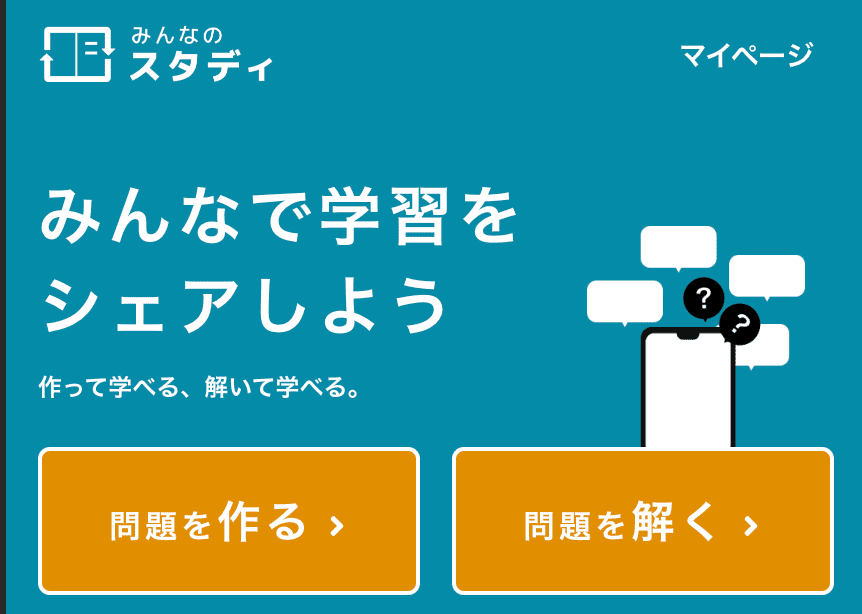 みんなの
スタディ
マイページ
みんなで学習を
シェアしよう
作って学べる、解いて学べる。
?
?
問題を作る ›
問題を解く ›